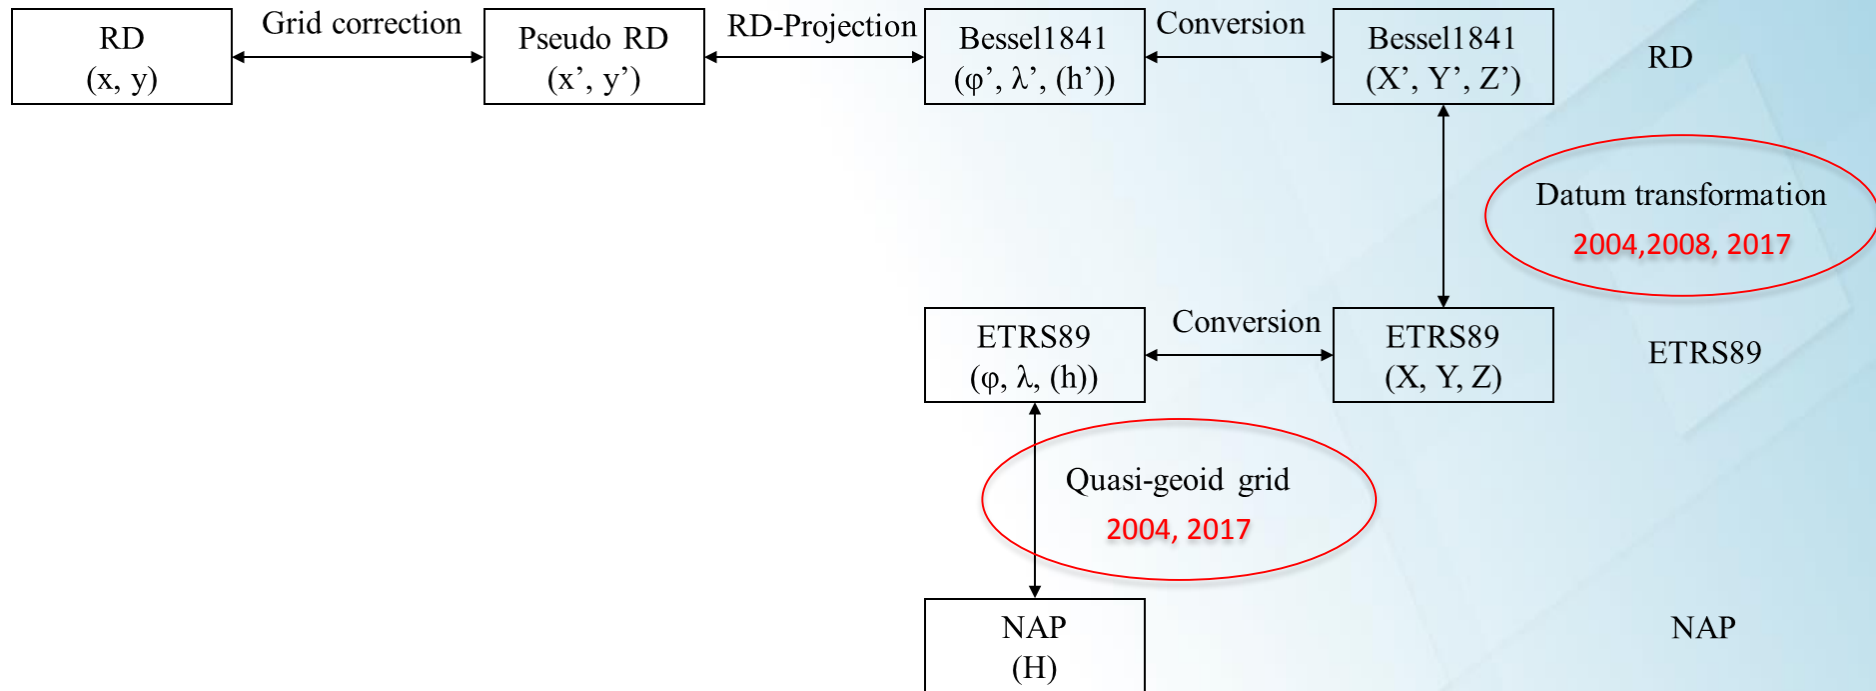 RD
(x, y)
Grid correction
Pseudo RD
(x’, y’)
RD-Projection
Bessel1841
(φ’, λ’, (h’))
Conversion
Bessel1841
(X’, Y’, Z’)
RD
Datum transformation
2004,2008, 2017
ETRS89
(φ, λ, (h))
Conversion
ETRS89
(X, Y, Z)
ETRS89
Quasi-geoid grid
2004, 2017
NAP
(H)
NAP